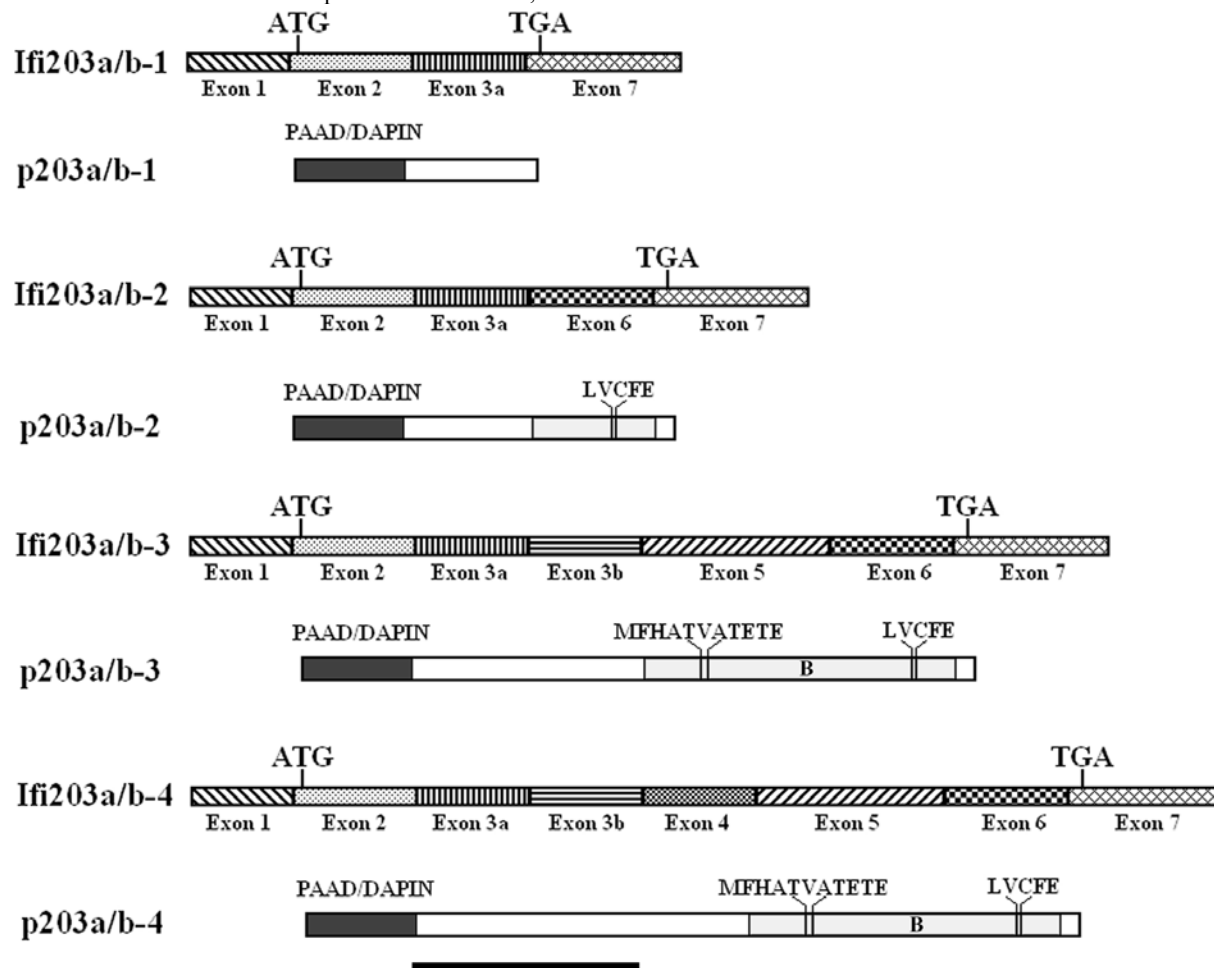 ATG TGA
Ifi203a/b-1
Exon 1 Exon 2 Exon 3a Exon 7
PAAD/DAPIN
p203a/b-1
ATG TGA
Ifi203a/b-2
Exon 1 Exon 2 Exon 3a Exon 6 Exon 7
PAAD/DAPIN LVCFE
p203a/b-2
ATG TGA
Ifi203a/b-3
Exon 1 Exon 2 Exon 3a Exon 3b Exon 5 Exon 6 Exon 7
PAAD/DAPIN MFHATVATETE LVCFE
p203a/b-3 B
ATG TGA
Ifi203a/b-4
Exon 1 Exon 2 Exon 3a Exon 3b Exon 4 Exon 5 Exon 6 Exon 7
PAAD/DAPIN MFHATVATETE LVCFE
p203a/b-4 B